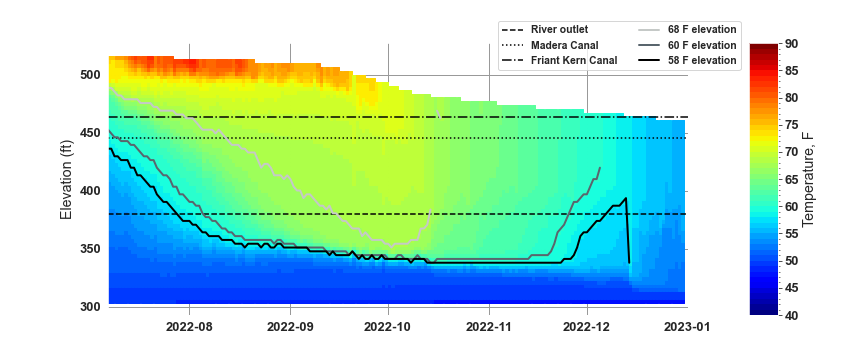 River outlet
Madera Canal
Friant Kern Canal
68 F elevation
60 F elevation
58 F elevation
Elevation (ft)
500
450
400
350
300
2022-08
2022-09
2022-10
2022-11
2022-12
2023-01
90
85
80
75
70
65
60
55
50
45
40
Temperature, F